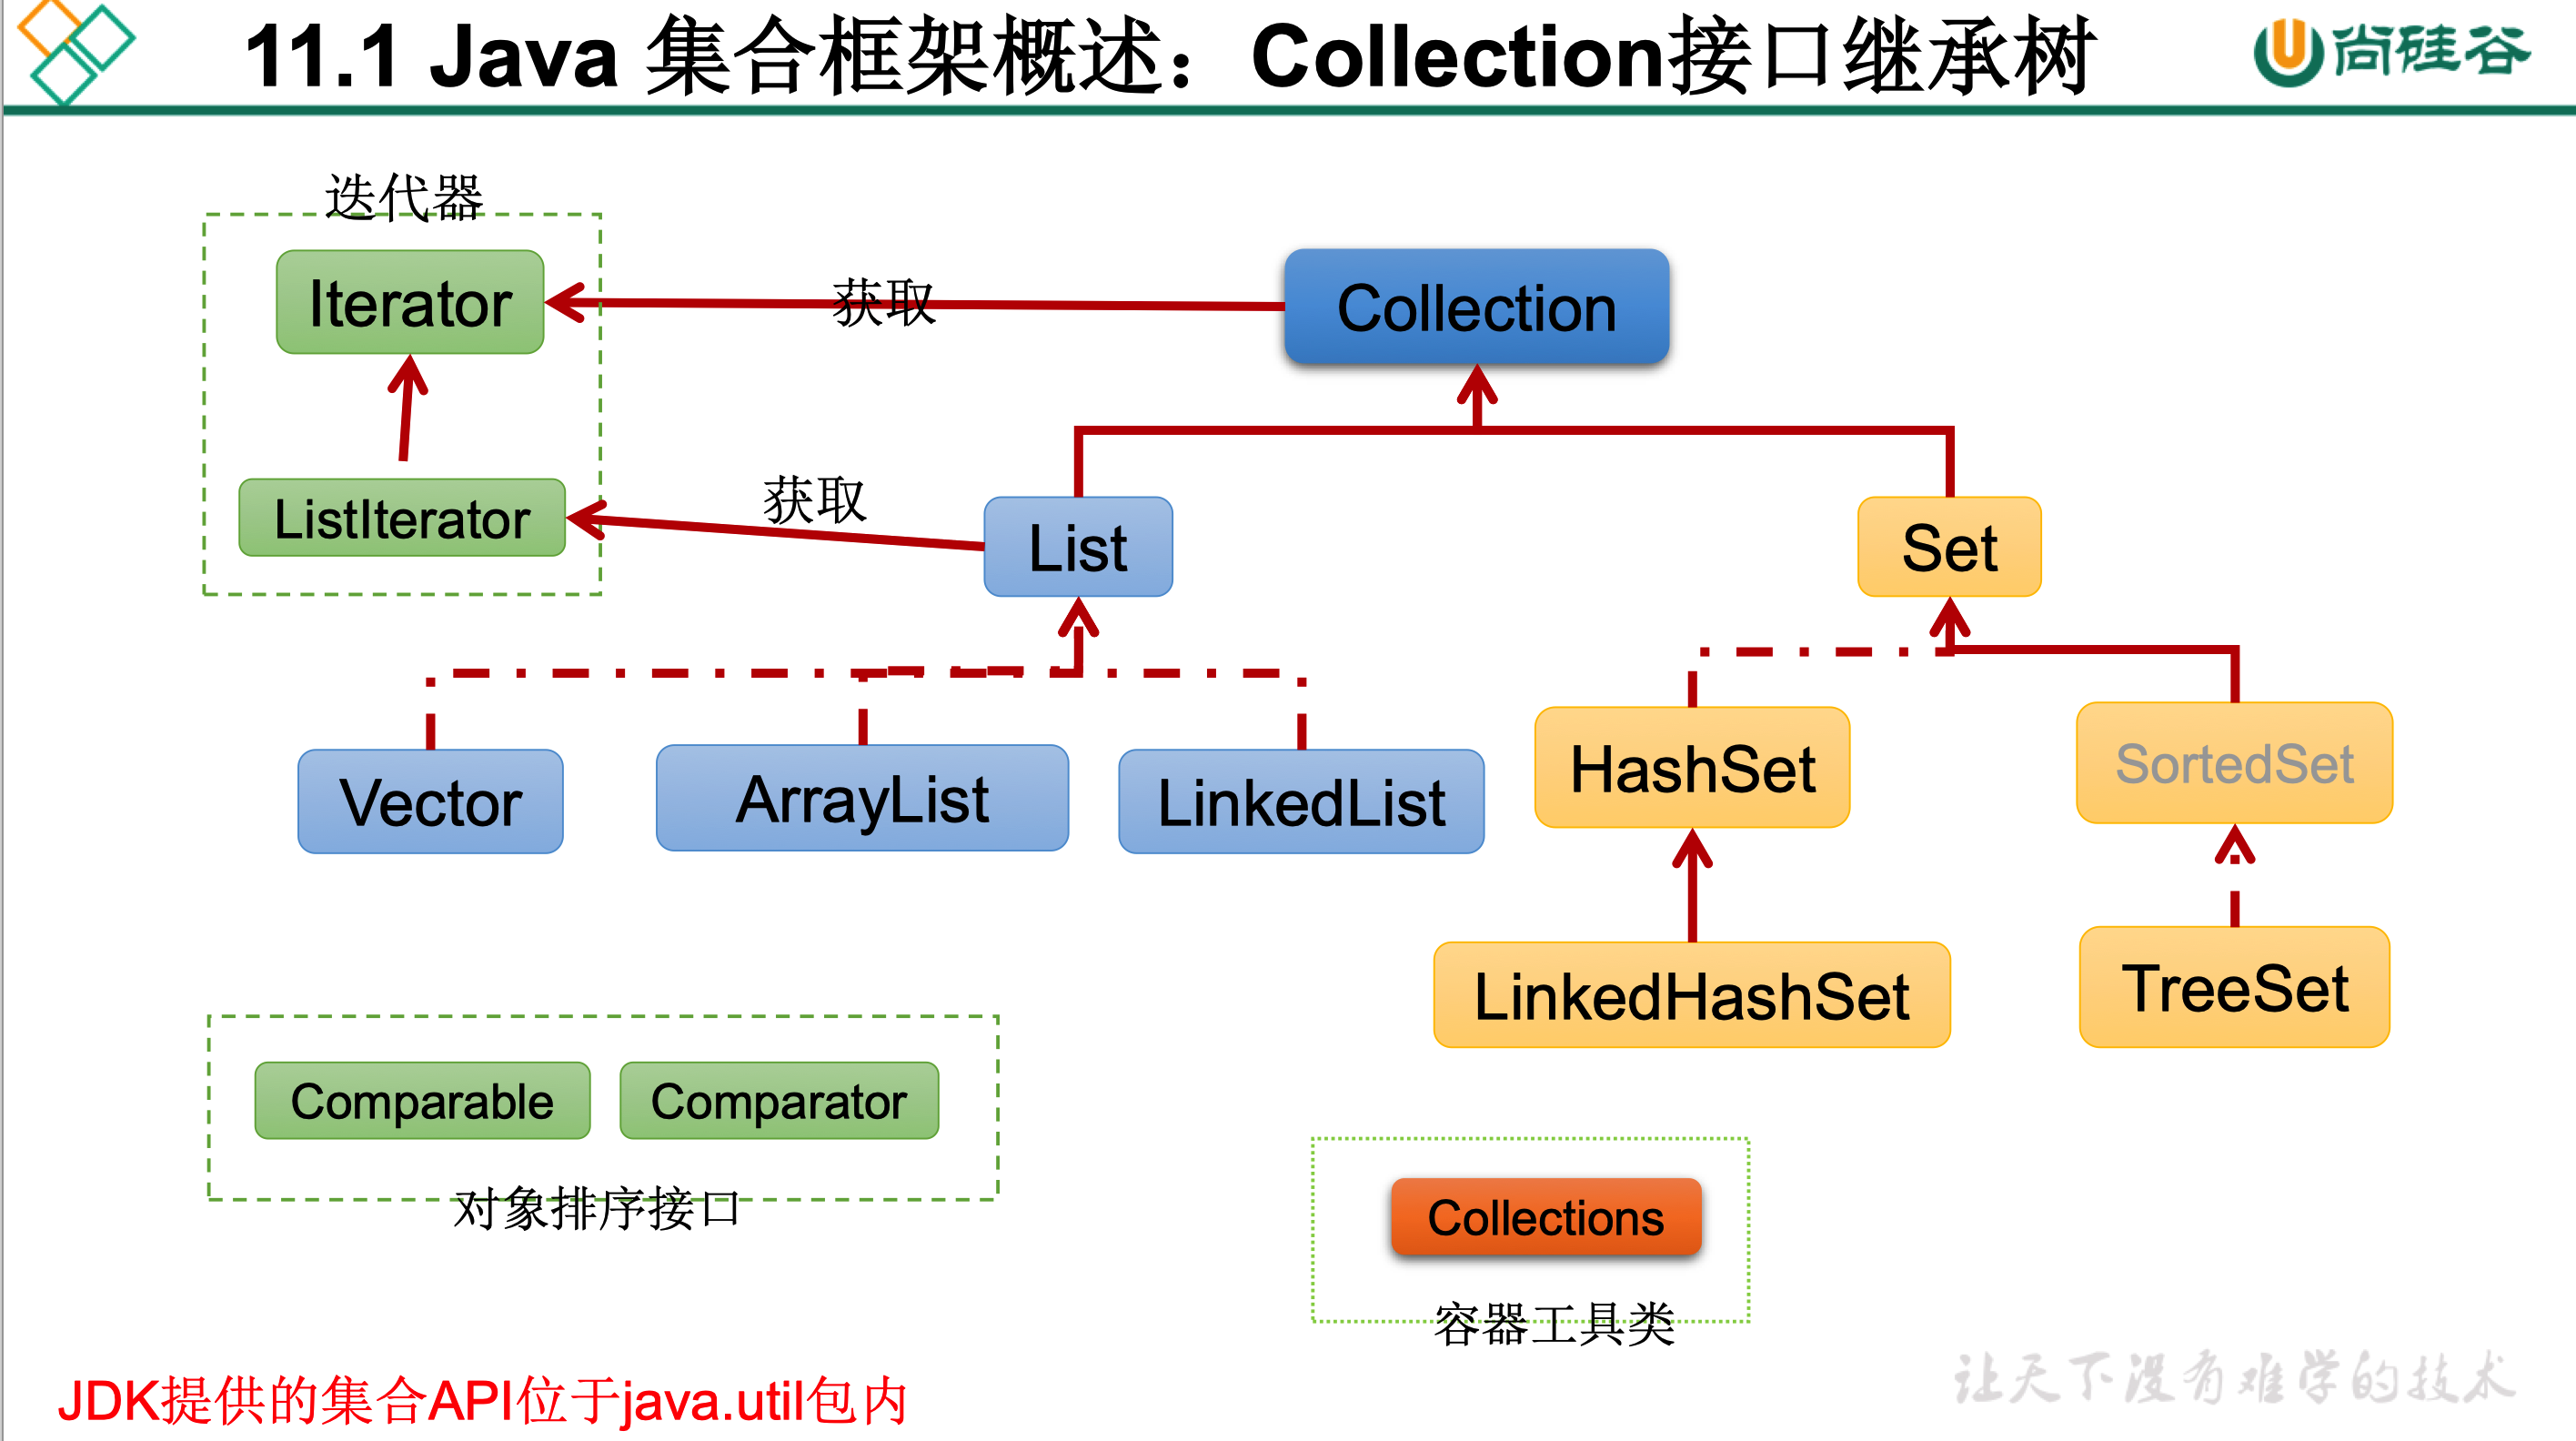 11.1 Java 集合框架概述：Collection接口继承树
尚硅谷
迭代器
Iterator
获取
Collection
ListIterator
获取
List
Set
Vector
ArrayList
LinkedList
HashSet
SortedSet
LinkedHashSet
TreeSet
Comparable
Comparator
对象排序接口
Collections
容器工具类
JDK提供的集合API位于java.util包内
让天下没有难学的技术